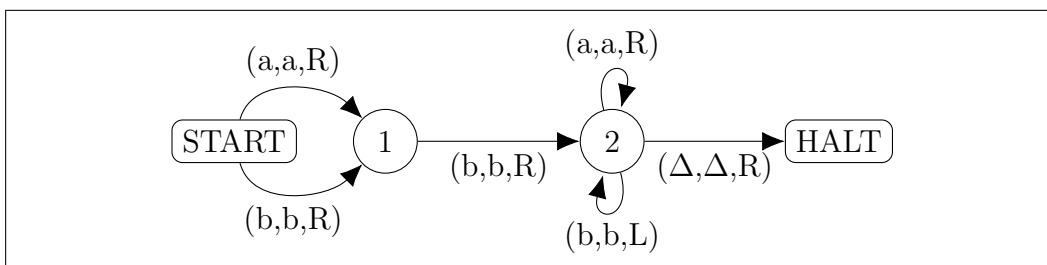 (a,a,R)
(a,a,R)
START
1
2
HALT
(b,b,R)
(Δ,Δ,R)
(b,b,R)
(b,b,L)